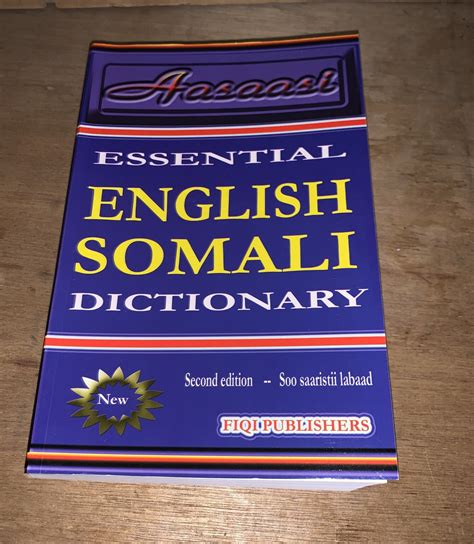 Aasaasi
ESSENTIAL
ENGLISH
SOMALI
DICTIONARY
New
Second edition -- Soo saaristii labaad
FIQI PUBLISHERS